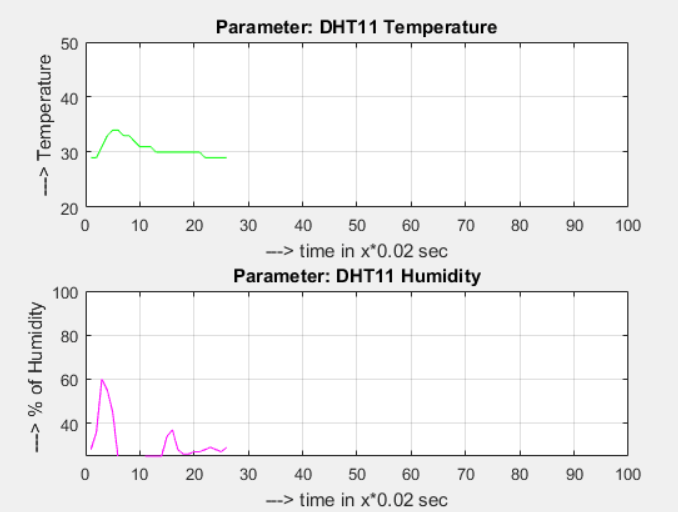 Parameter: DHT11 Temperature
50
40
30
20
---> Temperature
0 10 20 30 40 50 60 70 80 90 100
---> time in x*0.02 sec
Parameter: DHT11 Humidity
100
80
60
40
---> % of Humidity
0 10 20 30 40 50 60 70 80 90 100
---> time in x*0.02 sec